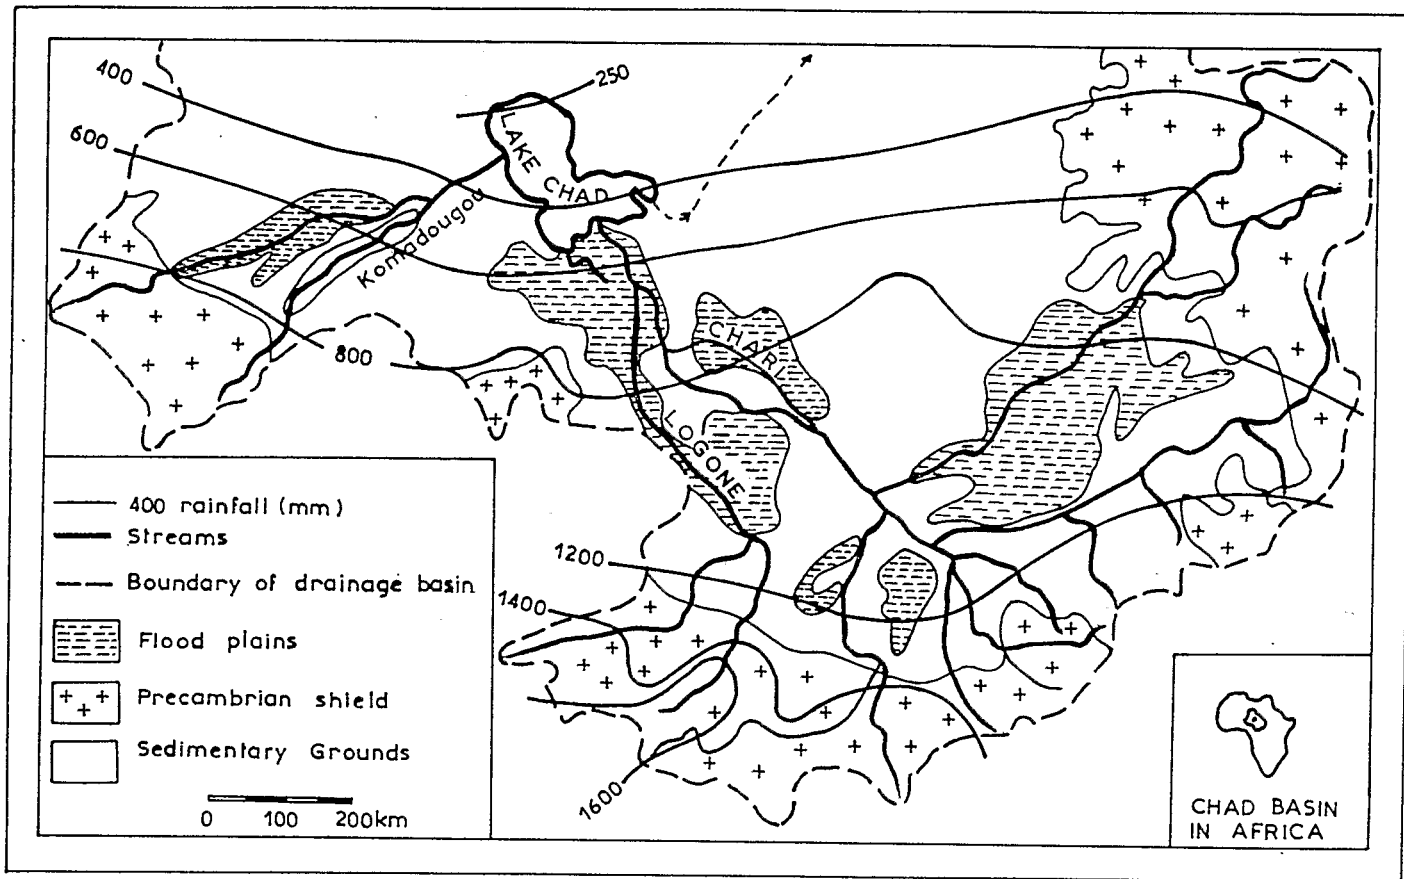 400
250
600
LAKE CHAD
Komadougou
800
CHARI
LOGONE
1200
1400
1600
400 rainfall (mm)
Streams
Boundary of drainage basin
Flood plains
Precambrian shield
Sedimentary Grounds
0 100 200km
CHAD BASIN
IN AFRICA